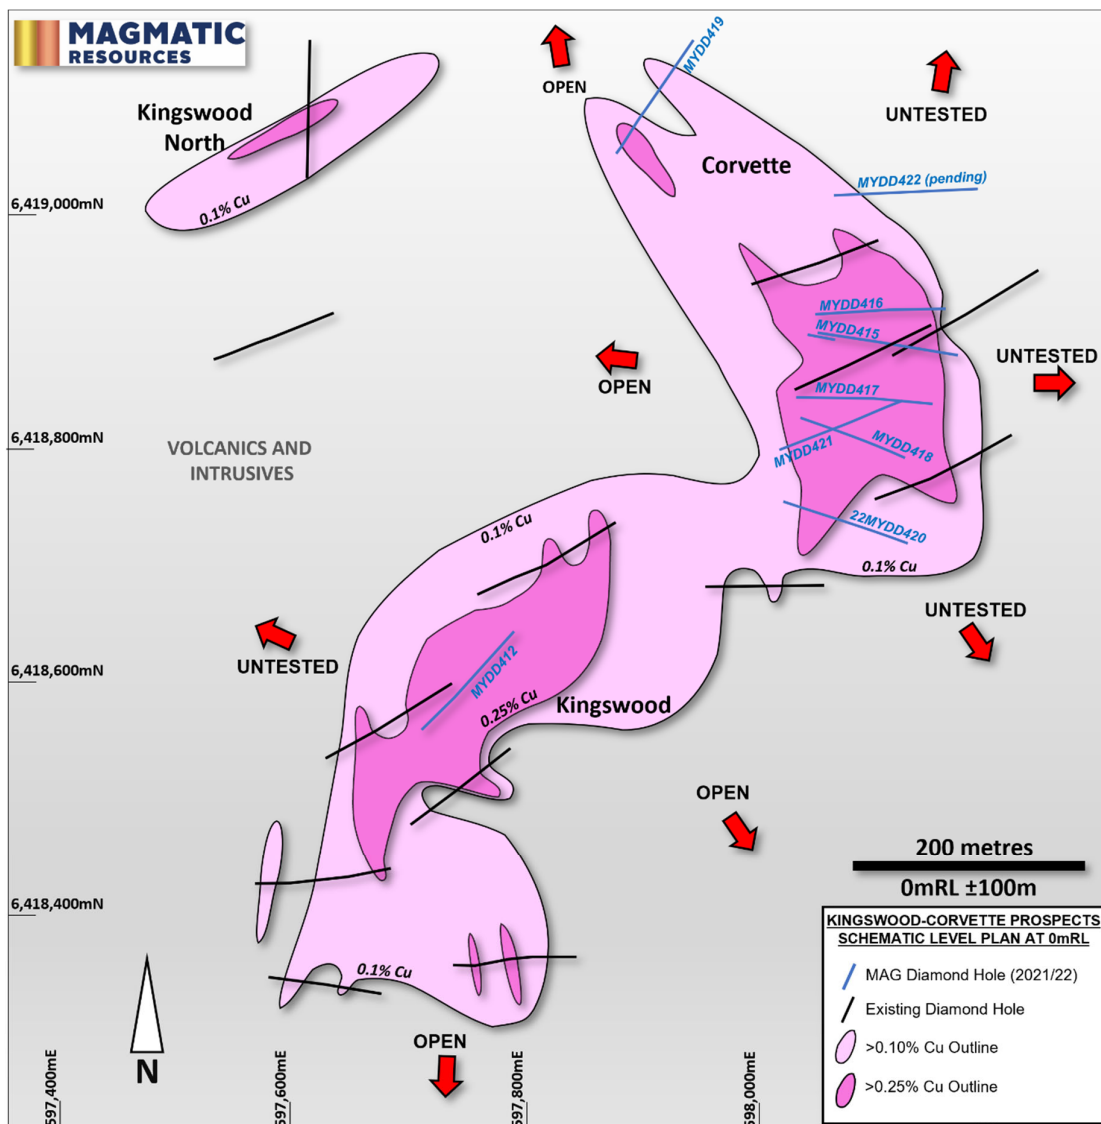 MAGMATIC
RESOURCES
Kingswood
North
0.1% Cu
OPEN
MYDD419
UNTESTED
Corvette
MYDD422 (pending)
6,419,000mN
MYDD416
MYDD415
UNTESTED
OPEN
MYDD417
6,418,800mN
VOLCANICS AND
INTRUSIVES
MYDD421
MYDD418
0.1% Cu
22MYDD420
0.1% Cu
UNTESTED
UNTESTED
MYDD412
6,418,600mN
0.25% Cu
Kingswood
OPEN
200 metres
0mRL ±100m
6,418,400mN
0.1% Cu
OPEN
N
597,400mE
597,600mE
597,800mE
598,000mE
KINGSWOOD-CORVETTE PROSPECTS
SCHEMATIC LEVEL PLAN AT 0mRL
MAG Diamond Hole (2021/22)
Existing Diamond Hole
>0.10% Cu Outline
>0.25% Cu Outline